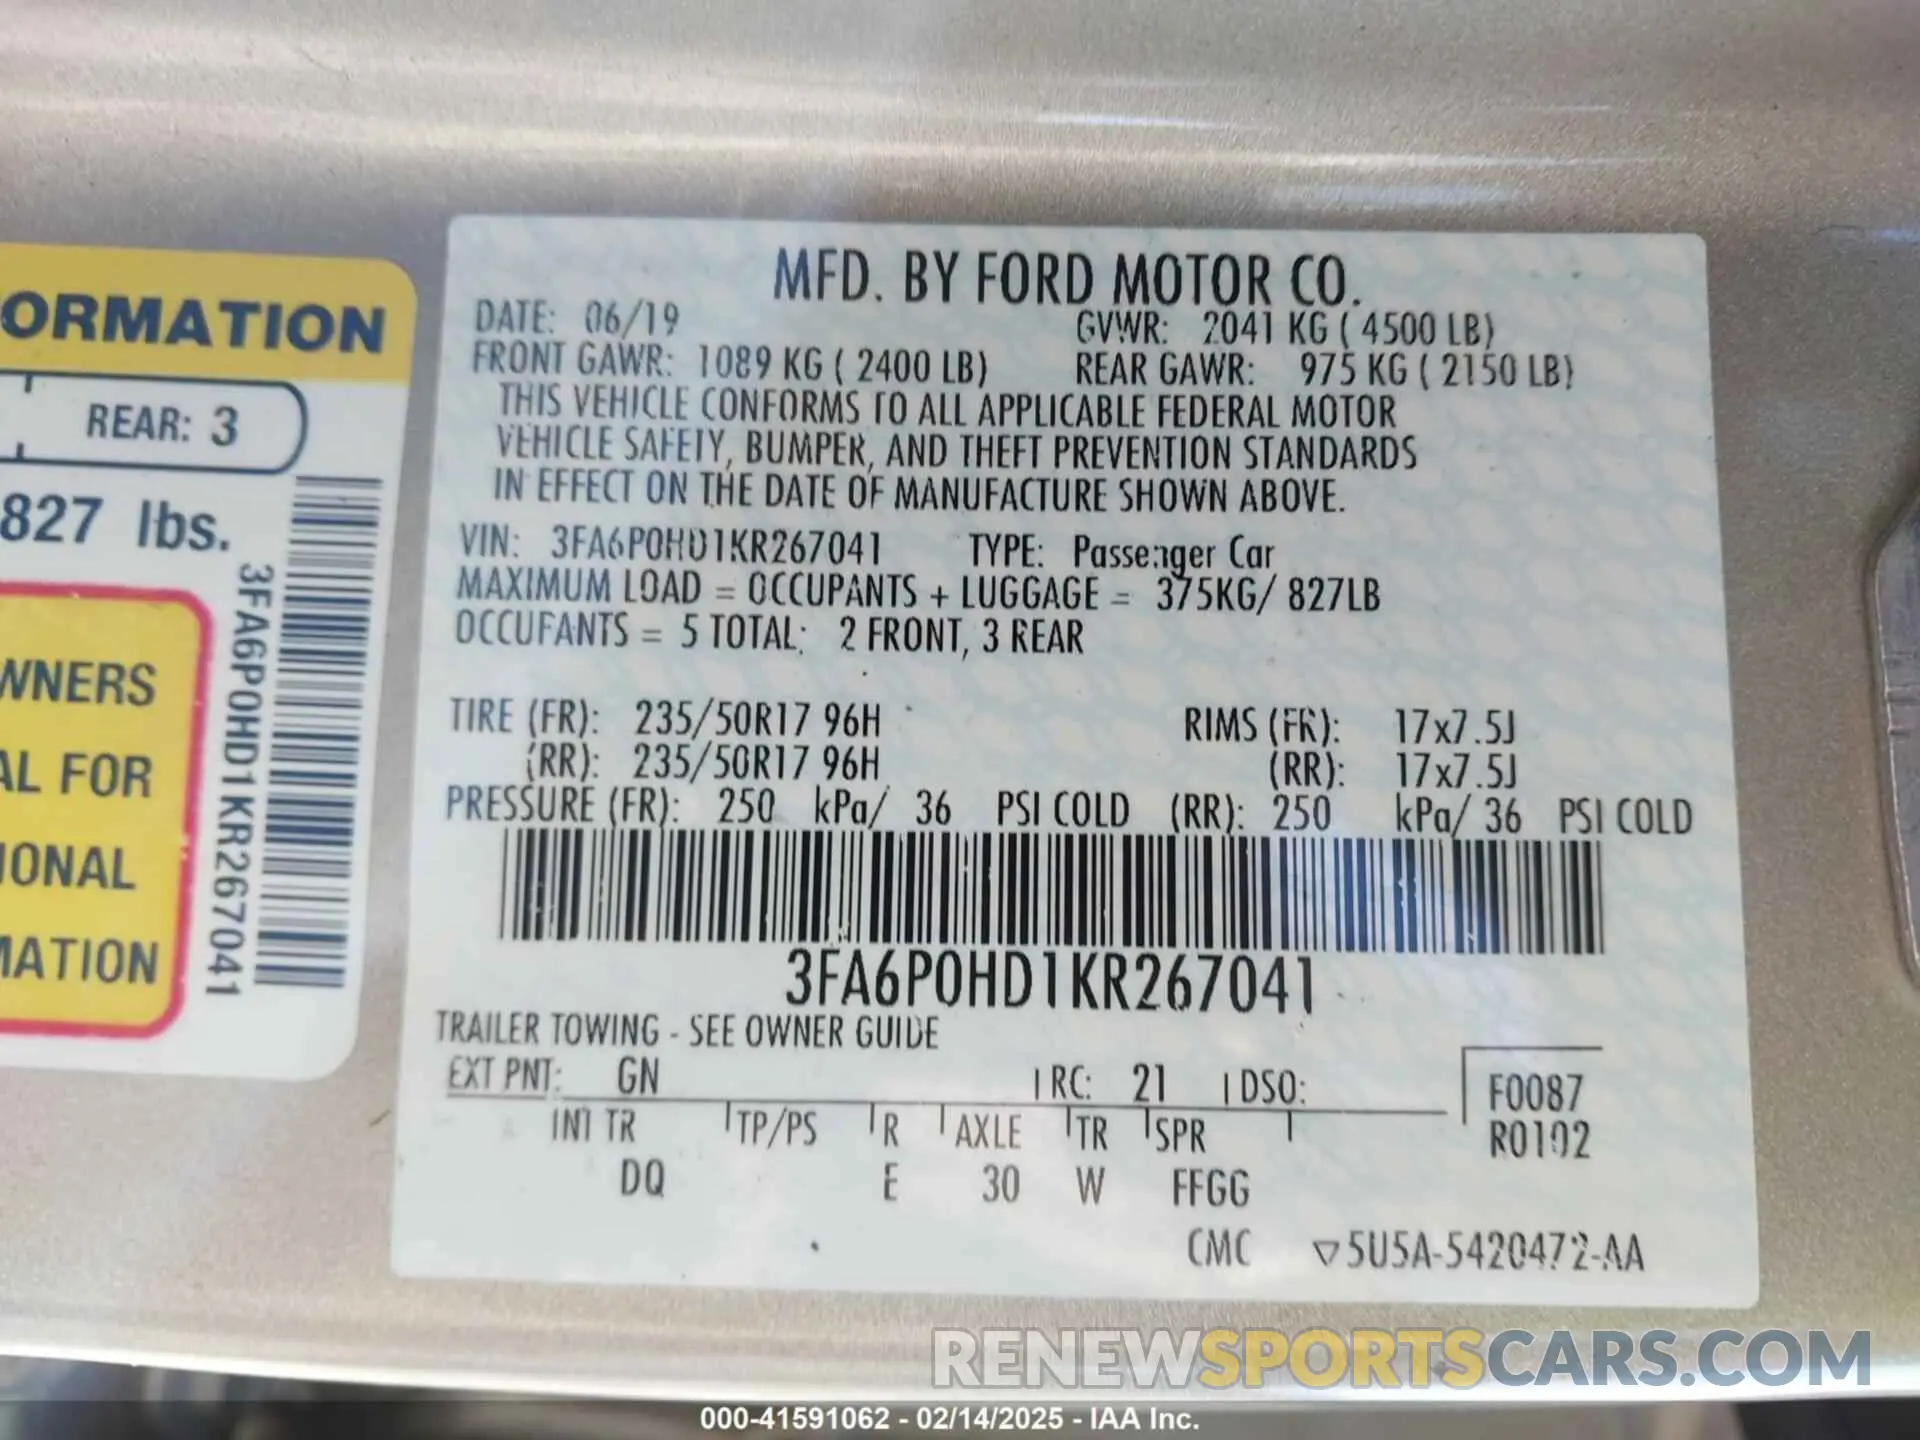 MFD. BY FORD MOTOR CO.
DATE: 06/19 GVWR: 2041 KG ( 4500 LB)
FRONT GAWR: 1089 KG ( 2400 LB) REAR GAWR: 975 KG ( 2150 LB)
THIS VEHICLE CONFORMS TO ALL APPLICABLE FEDERAL MOTOR
VEHICLE SAFETY, BUMPER, AND THEFT PREVENTION STANDARDS
IN EFFECT ON THE DATE OF MANUFACTURE SHOWN ABOVE.
VIN: 3FA6P0HD1KR267041 TYPE: Passenger Car
MAXIMUM LOAD = OCCUPANTS + LUGGAGE = 375KG/ 827LB
OCCUPANTS = 5 TOTAL: 2 FRONT, 3 REAR
TIRE (FR): 235/50R17 96H RIMS (FR): 17x7.5J
(RR): 235/50R17 96H (RR): 17x7.5J
PRESSURE (FR): 250 kPa/ 36 PSI COLD (RR): 250 kPa/ 36 PSI COLD
3FA6P0HD1KR267041
TRAILER TOWING - SEE OWNER GUIDE
EXT PNT: GN RC: 21 DSO: F0087
R0102
INT TR TP/PS R AXLE TR SPR
DQ E 30 W FFGG
CMC ▽5U5A-5420472-AA
ORMATION
REAR: 3
827 lbs.
3FA6P0HD1KR267041
WNERS
AL FOR
IONAL
MATION
RENEWSPORTSCARS.COM
000-41591062 - 02/14/2025 - IAA Inc.